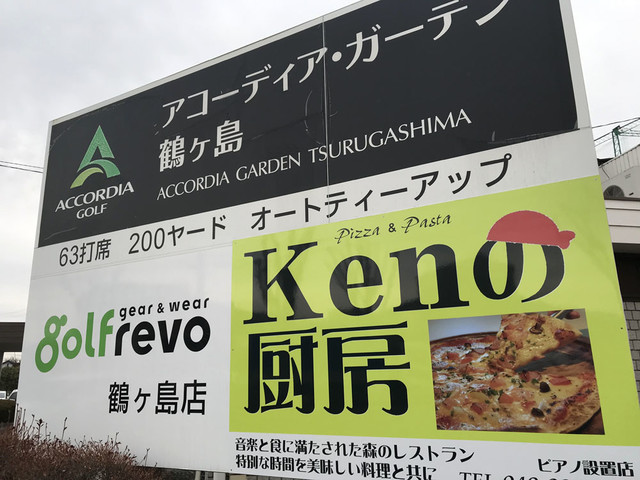 アコーディア・ガーデン
鶴ヶ島
ACCORDIA GARDEN TSURUGASHIMA
ACCORDIA
GOLF
63打席 200ヤード オートティーアップ
Pizza & Pasta
Kenの
厨房
gear & wear
golf revo
鶴ヶ島店
音楽と食に満たされた森のレストラン
特別な時間を美味しい料理と共に
ピアノ設置店
TEL